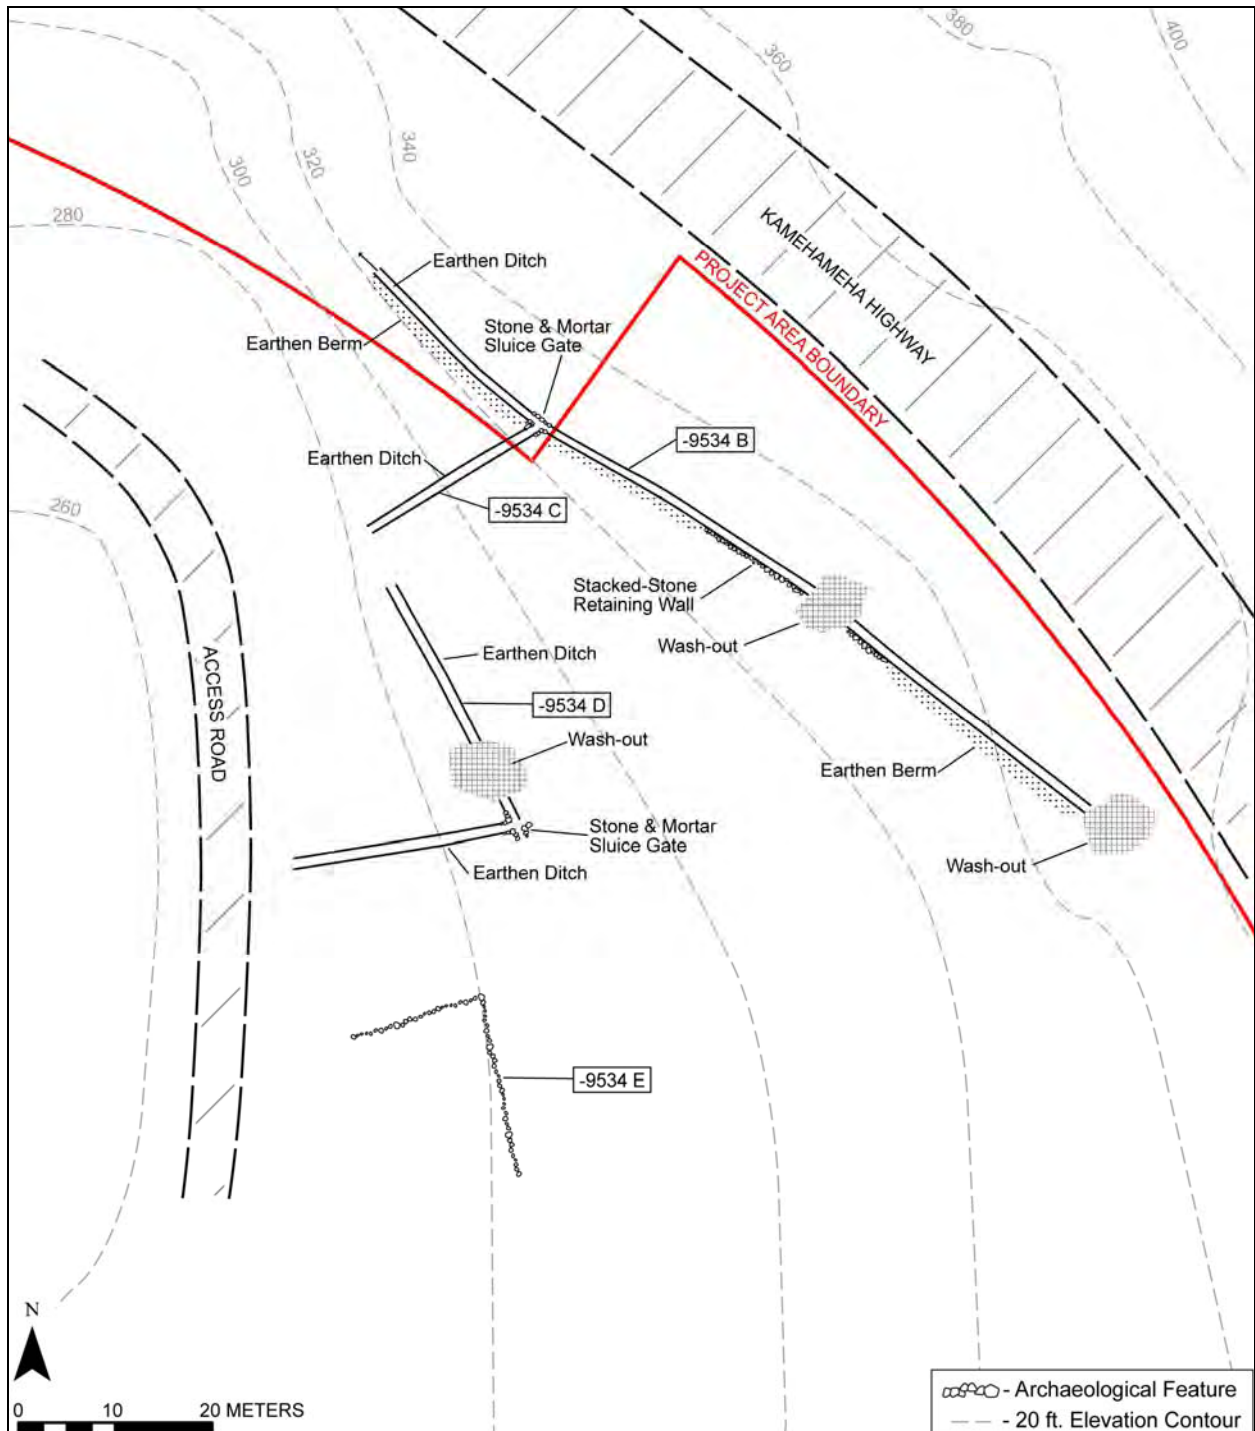 380
400
360
340
320
300
280
KAMEHAMEHA HIGHWAY
PROJECT AREA BOUNDARY
Earthen Ditch
Earthen Berm
Stone & Mortar
Sluice Gate
-9534 B
Earthen Ditch
-9534 C
260
Stacked-Stone
Retaining Wall
Wash-out
Earthen Ditch
ACCESS ROAD
-9534 D
Wash-out
Earthen Berm
Stone & Mortar
Sluice Gate
Earthen Ditch
Wash-out
-9534 E
N
0 10 20 METERS
- Archaeological Feature
- 20 ft. Elevation Contour